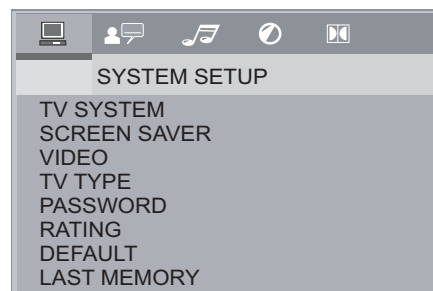 SYSTEM SETUP
TV SYSTEM
SCREEN SAVER
VIDEO
TV TYPE
PASSWORD
RATING
DEFAULT
LAST MEMORY